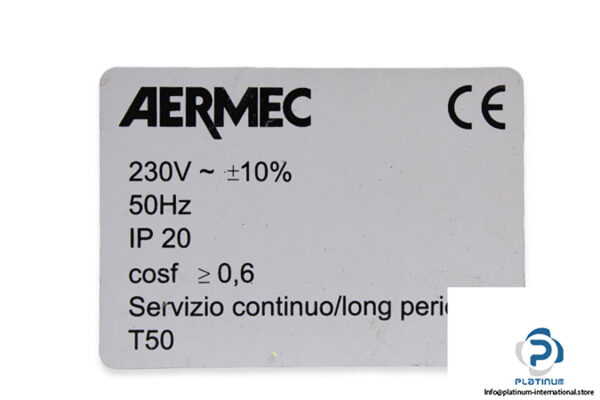 AERMEC CE
230V ~ ±10%
50Hz
IP 20
cosf ≥ 0,6
Servizio continuo/long
T50
PLATINUM
Info@platinum-international.store